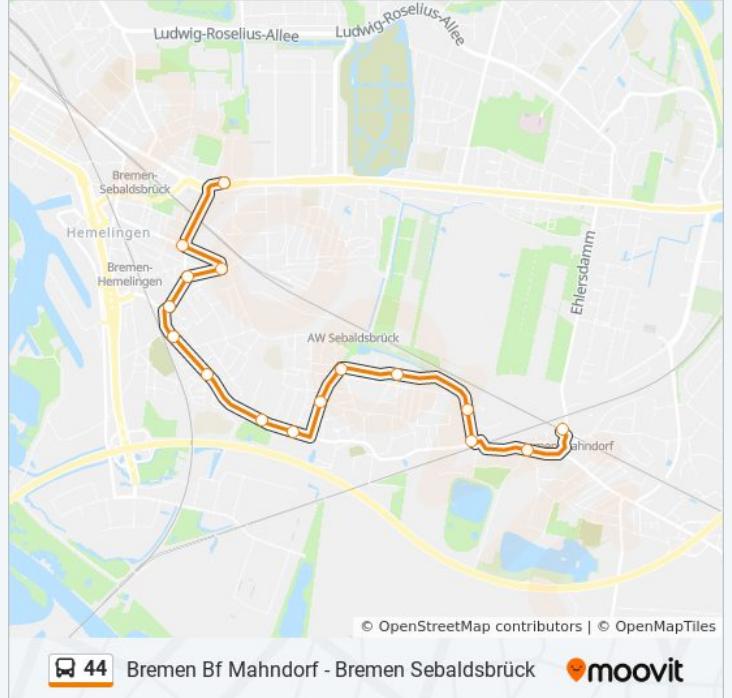 Ludwig-Roselius-Allee
Ludwig-Roselius-Allee
Bremen-
Sebaldsbrück
Hemelingen
Bremen-
Hemelingen
Ehlersdamm
AW Sebaldsbrück
Mahndorf
© OpenStreetMap contributors | © OpenMapTiles
44 Bremen Bf Mahndorf - Bremen Sebaldsbrück moovit